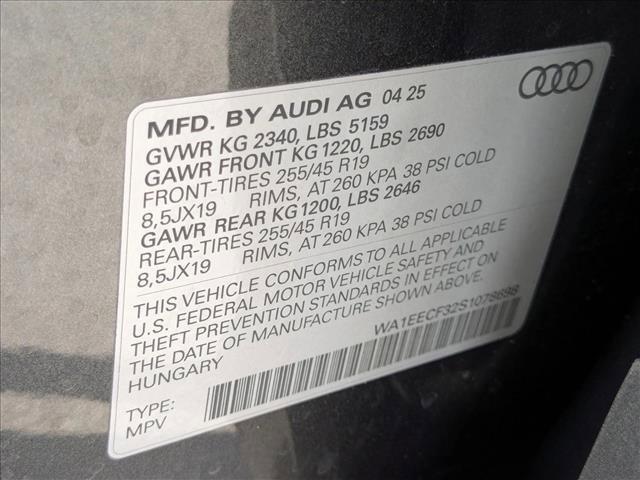 MFD. BY AUDI AG 04 25
GVWR KG 2340, LBS 5159
GAWR FRONT KG 1220, LBS 2690
FRONT-TIRES 255/45 R19
8,5JX19 RIMS, AT 260 KPA 38 PSI COLD
GAWR REAR KG 1200, LBS 2646
REAR-TIRES 255/45 R19
8,5JX19 RIMS, AT 260 KPA 38 PSI COLD
THIS VEHICLE CONFORMS TO ALL APPLICABLE
U.S. FEDERAL MOTOR VEHICLE SAFETY AND
THEFT PREVENTION STANDARDS IN EFFECT ON
THE DATE OF MANUFACTURE SHOWN ABOVE.
HUNGARY
TYPE:
MPV